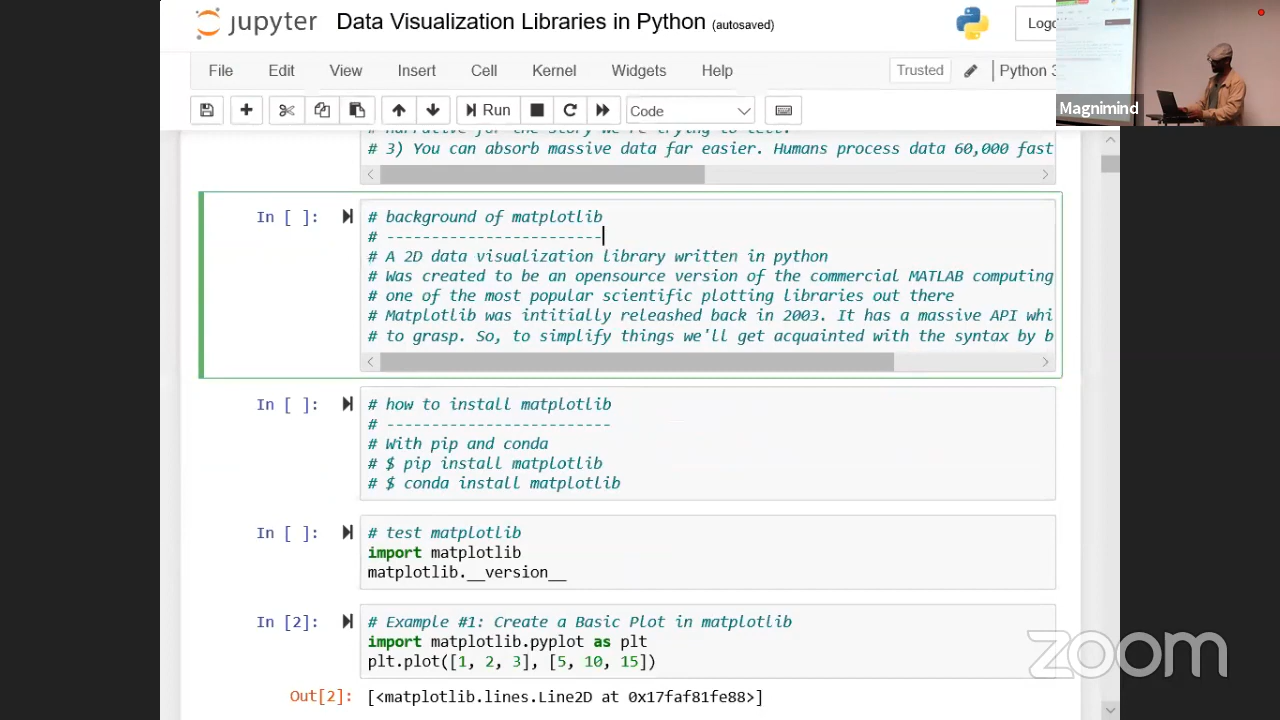 jupyter Data Visualization Libraries in Python (autosaved)
File Edit View Insert Cell Kernel Widgets Help Trusted Python 3
Run Code
Magnimind
# 3) You can absorb massive data far easier. Humans process data 60,000 fast
In [ ]: # background of matplotlib
# ------------------------
# A 2D data visualization library written in python
# Was created to be an opensource version of the commercial MATLAB computing
# one of the most popular scientific plotting libraries out there
# Matplotlib was intitially releashed back in 2003. It has a massive API whi
# to grasp. So, to simplify things we'll get acquainted with the syntax by b
In [ ]: # how to install matplotlib
# -------------------------
# With pip and conda
# $ pip install matplotlib
# $ conda install matplotlib
In [ ]: # test matplotlib
import matplotlib
matplotlib.__version__
In [2]: # Example #1: Create a Basic Plot in matplotlib
import matplotlib.pyplot as plt
plt.plot([1, 2, 3], [5, 10, 15])
Out[2]: [<matplotlib.lines.Line2D at 0x17faf81fe88>]
zoom